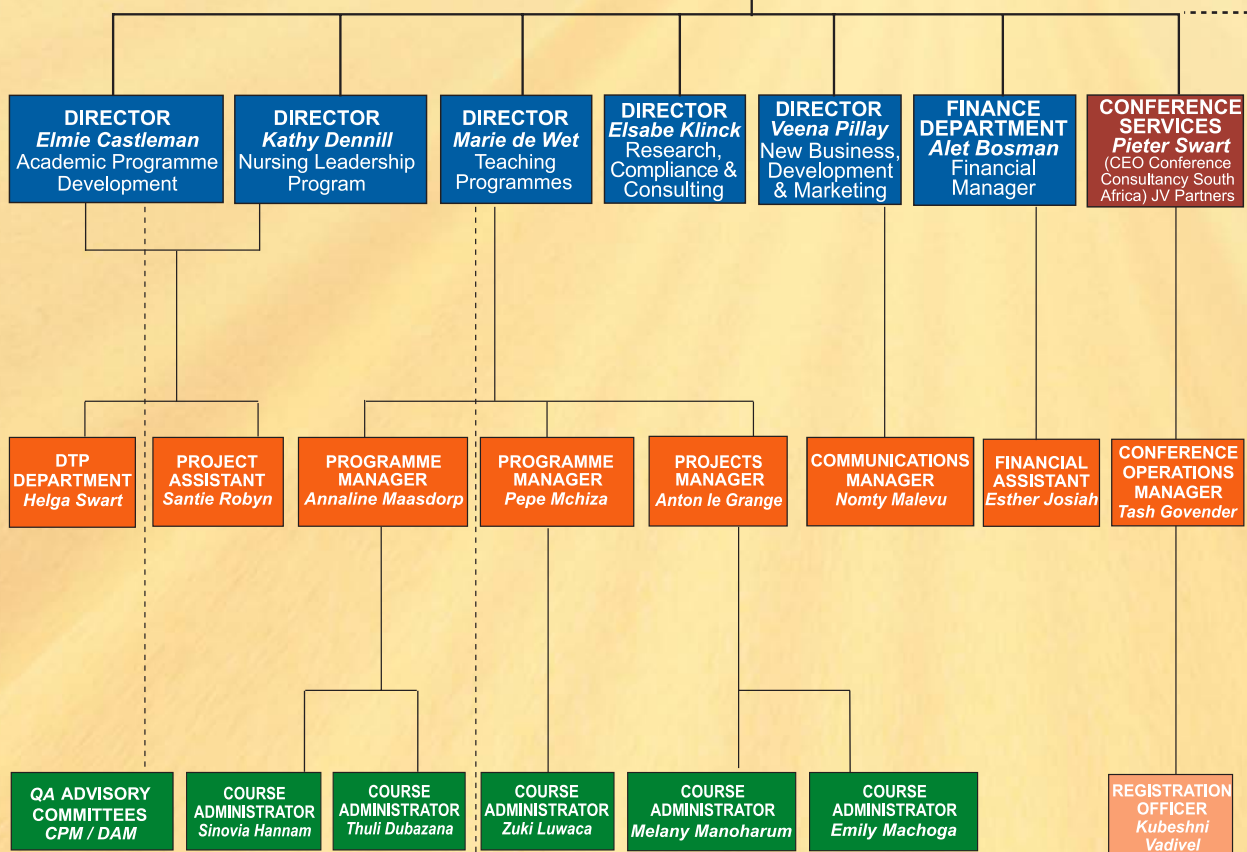 DIRECTOR
Elmie Castleman
Academic Programme
Development
DIRECTOR
Kathy Dennill
Nursing Leadership
Program
DIRECTOR
Marie de Wet
Teaching
Programmes
DIRECTOR
Elsabe Klinck
Research,
Compliance &
Consulting
DIRECTOR
Veena Pillay
New Business,
Development
& Marketing
FINANCE
DEPARTMENT
Alet Bosman
Financial
Manager
CONFERENCE
SERVICES
Pieter Swart
(CEO Conference
Consultancy South
Africa) JV Partners
DTP
DEPARTMENT
Helga Swart
PROJECT
ASSISTANT
Santie Robyn
PROGRAMME
MANAGER
Annaline Maasdorp
PROGRAMME
MANAGER
Pepe Mchiza
PROJECTS
MANAGER
Anton le Grange
COMMUNICATIONS
MANAGER
Nomty Malevu
FINANCIAL
ASSISTANT
Esther Josiah
CONFERENCE
OPERATIONS
MANAGER
Tash Govender
QA ADVISORY
COMMITTEES
CPM / DAM
COURSE
ADMINISTRATOR
Sinovia Hannam
COURSE
ADMINISTRATOR
Thuli Dubazana
COURSE
ADMINISTRATOR
Zuki Luwaca
COURSE
ADMINISTRATOR
Melany Manoharum
COURSE
ADMINISTRATOR
Emily Machoga
REGISTRATION
OFFICER
Kubeshni
Vadivel